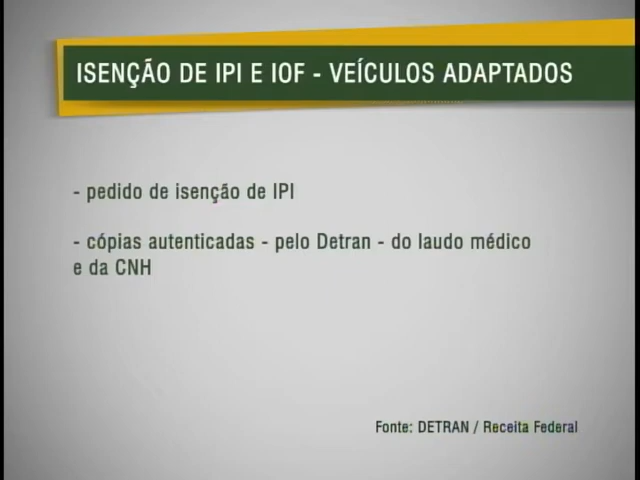 ISENÇÃO DE IPI E IOF - VEÍCULOS ADAPTADOS
- pedido de isenção de IPI
- cópias autenticadas - pelo Detran - do laudo médico
e da CNH
Fonte: DETRAN / Receita Federal